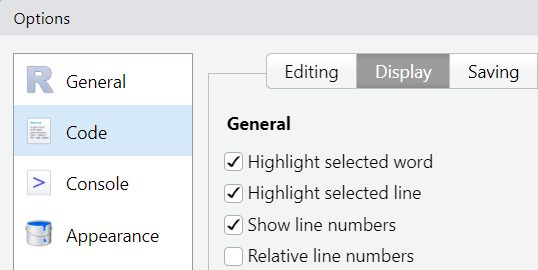 Options
General
Code
Console
Appearance
Editing
Display
Saving
General
Highlight selected word
Highlight selected line
Show line numbers
Relative line numbers